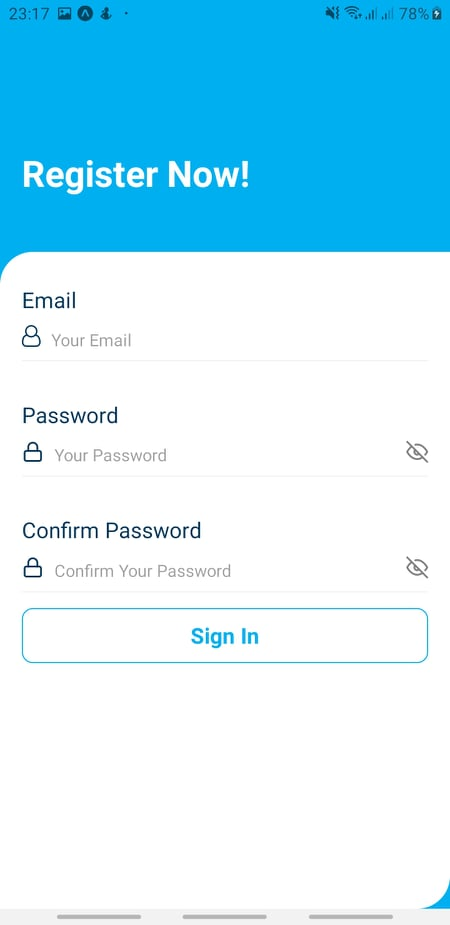 23:17
78%
Register Now!
Email
Your Email
Password
Your Password
Confirm Password
Confirm Your Password
Sign In